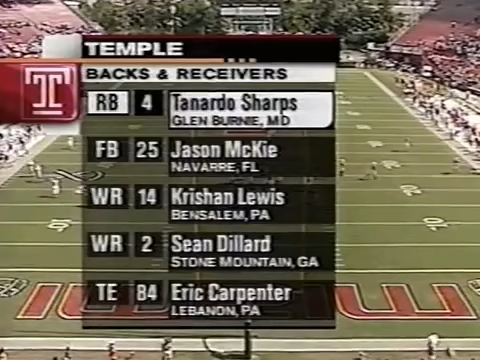 TEMPLE
BACKS & RECEIVERS
T
RB 4 Tanardo Sharps
GLEN BURNIE, MD
FB 25 Jason McKie
NAVARRE, FL
WR 14 Krishan Lewis
BENSALEM, PA
WR 2 Sean Dillard
STONE MOUNTAIN, GA
TE 84 Eric Carpenter
LEBANON, PA